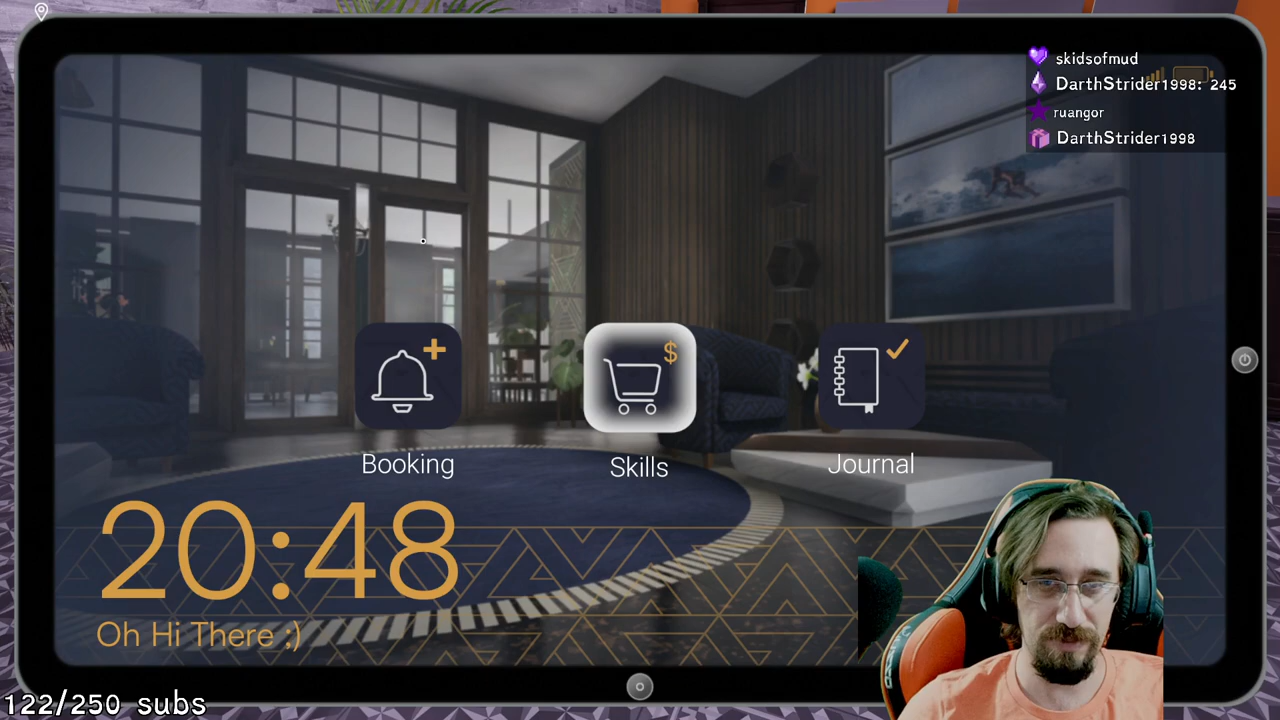 skidsofmud
DarthStrider1998: 245
ruangor
DarthStrider1998
$
Booking
Skills
Journal
20:48
Oh Hi There ;)
122/250 subs